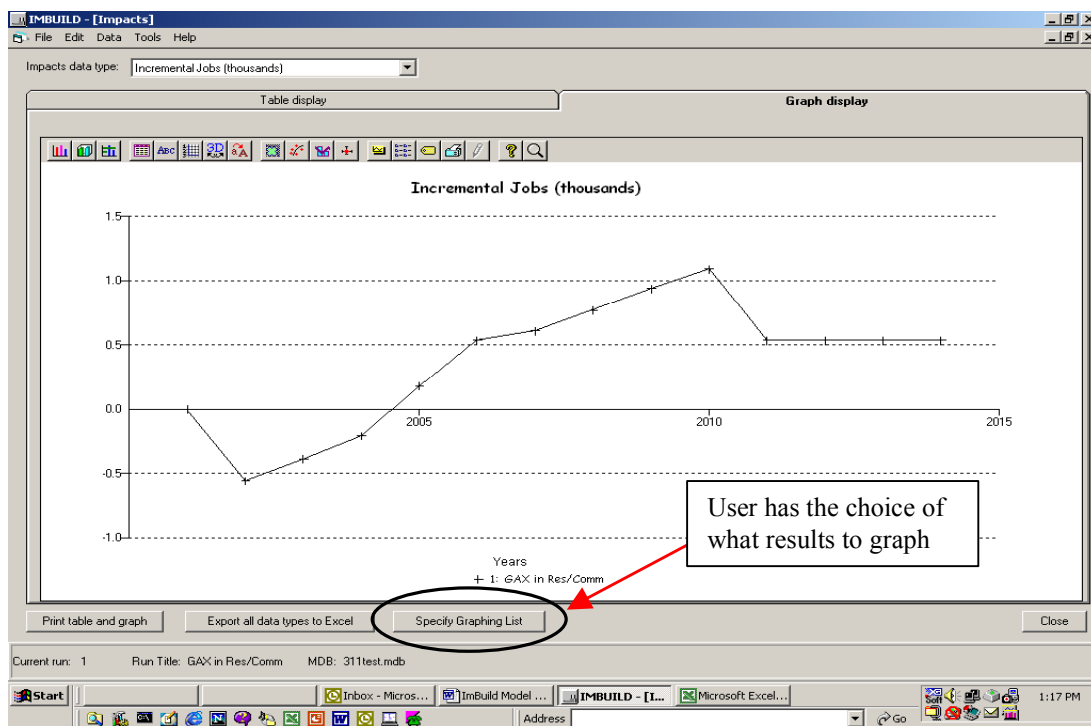 IMBUILD - [Impacts]
File Edit Data Tools Help
Impacts data type: Incremental Jobs (thousands)
Table display Graph display
ABC 3D
Incremental Jobs (thousands)
1.5
1.0
0.5
0.0
2005 2010 2015
-0.5
-1.0
User has the choice of
what results to graph
Years
1: GAX in Res/Comm
Print table and graph Export all data types to Excel Specify Graphing List Close
Current run: 1 Run Title: GAX in Res/Comm MDB: 311test.mdb
Start Inbox - Micros... ImBuild Model ... IMBUILD - [I... Microsoft Excel... 1:17 PM
Address Go